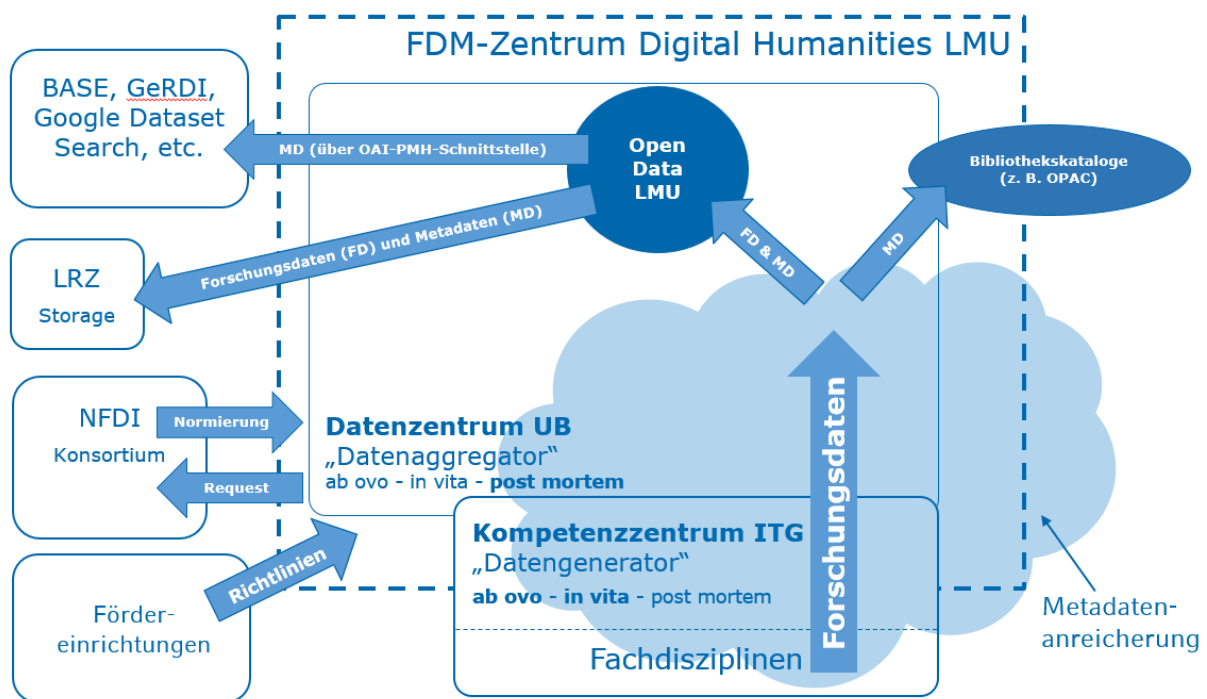 FDM-Zentrum Digital Humanities LMU
BASE, GeRDI,
Google Dataset
Search, etc.
MD (über OAI-PMH-Schnittstelle)
Open
Data
LMU
Bibliothekskataloge
(z. B. OPAC)
Forschungsdaten (FD) und Metadaten (MD)
FD & MD
MD
LRZ
Storage
NFDI
Konsortium
Normierung
Request
Datenzentrum UB
„Datenaggregator“
ab ovo - in vita - post mortem
Forschungsdaten
Kompetenzzentrum ITG
„Datengenerator“
ab ovo - in vita - post mortem
Fachdisziplinen
Richtlinien
Förder-
einrichtungen
Metadaten-
anreicherung